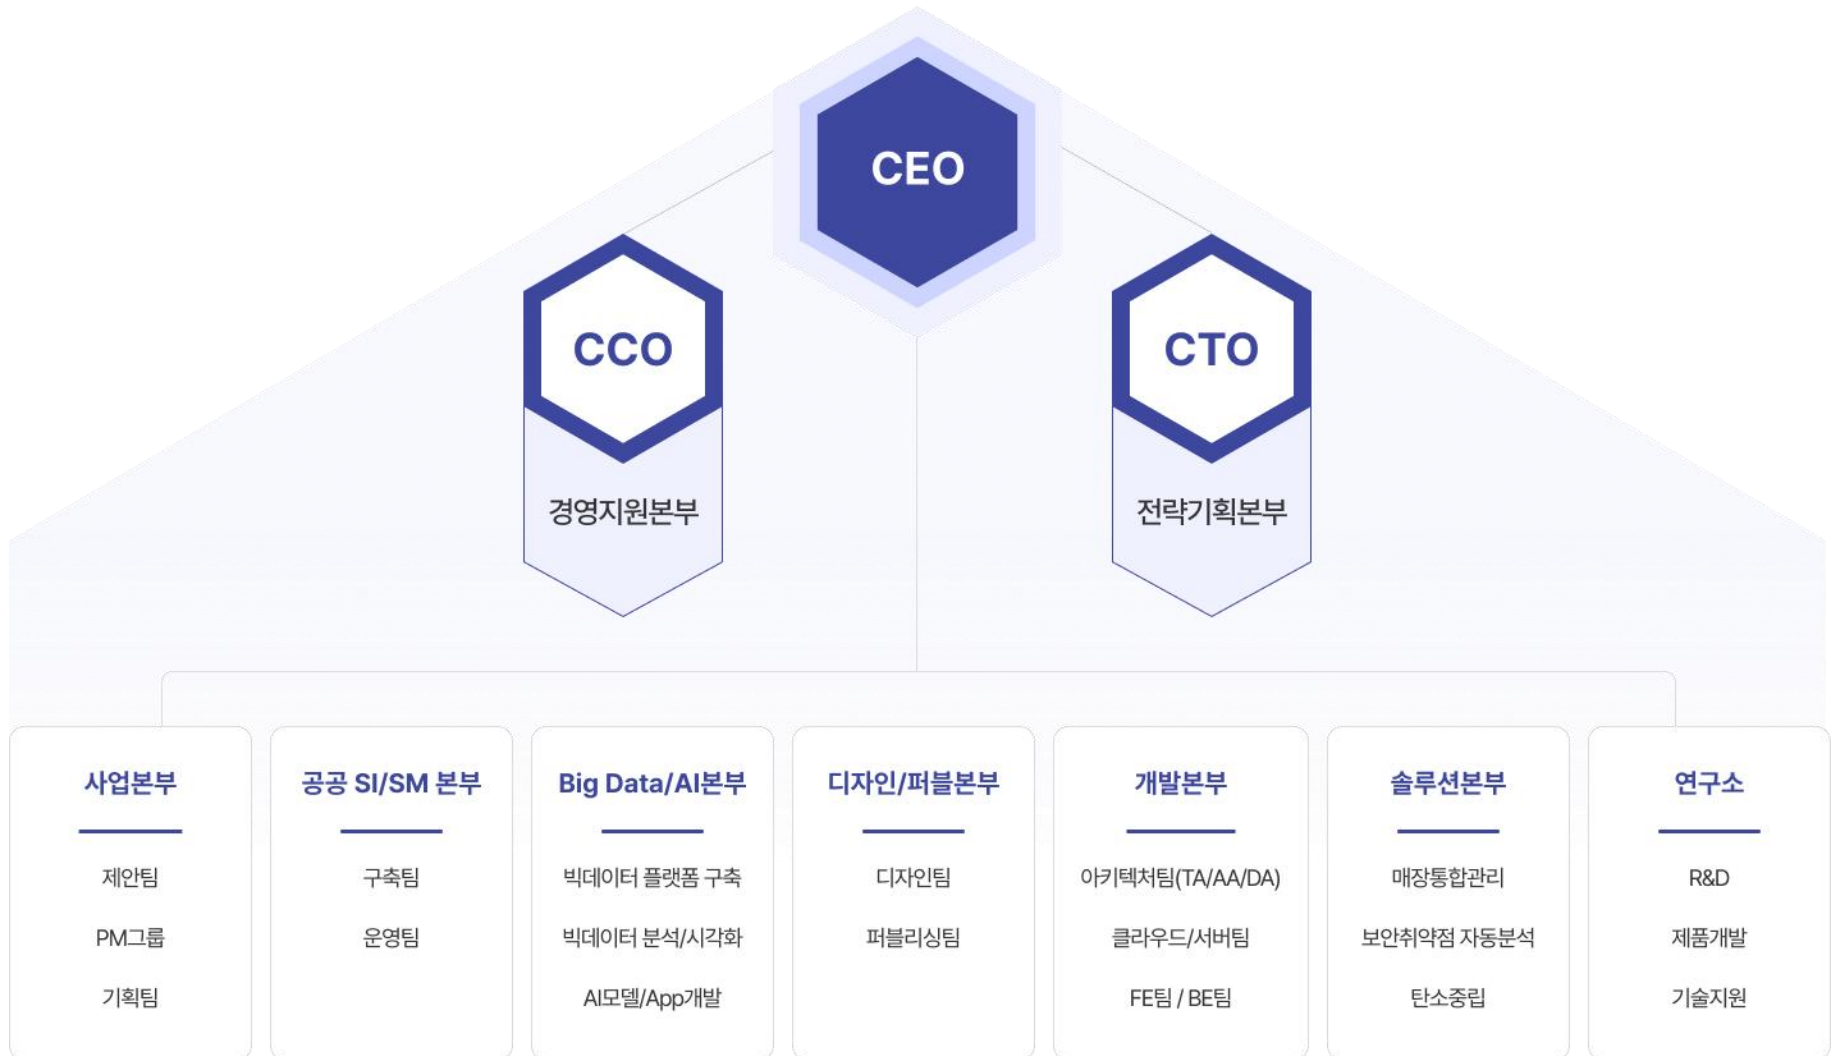 CEO
CCO
CTO
경영지원본부
전략기획본부
사업본부
제안팀
PM그룹
기획팀
공공 SI/SM 본부
구축팀
운영팀
Big Data/AI본부
빅데이터 플랫폼 구축
빅데이터 분석/시각화
AI모델/App개발
디자인/퍼블본부
디자인팀
퍼블리싱팀
개발본부
아키텍처팀(TA/AA/DA)
클라우드/서버팀
FE팀 / BE팀
솔루션본부
매장통합관리
보안취약점 자동분석
탄소중립
연구소
R&D
제품개발
기술지원